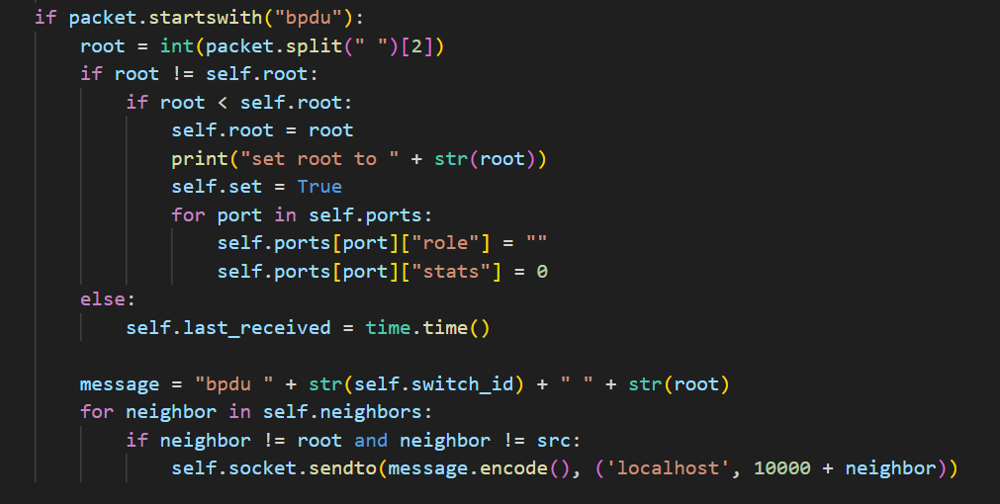 if packet.startswith("bpdu"):
    root = int(packet.split(" ")[2])
    if root != self.root:
        if root < self.root:
            self.root = root
            print("set root to " + str(root))
            self.set = True
            for port in self.ports:
                self.ports[port]["role"] = ""
                self.ports[port]["stats"] = 0
    else:
        self.last_received = time.time()

    message = "bpdu " + str(self.switch_id) + " " + str(root)
    for neighbor in self.neighbors:
        if neighbor != root and neighbor != src:
            self.socket.sendto(message.encode(), ('localhost', 10000 + neighbor))